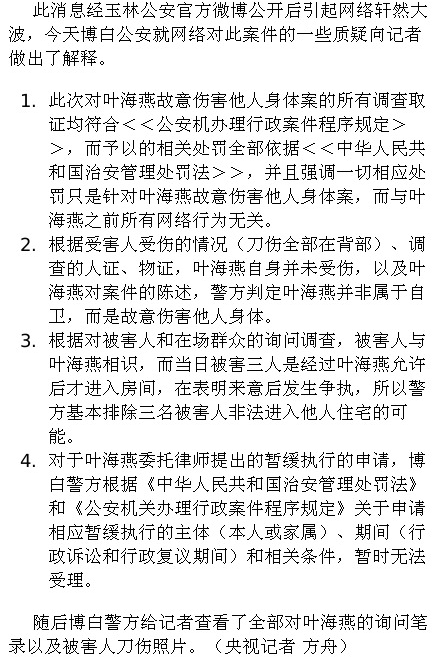 此消息经玉林公安官方微博公开后引起网络轩然大
波，今天博白公安就网络对此案件的一些质疑向记者
做出了解释。
1. 此次对叶海燕故意伤害他人身体案的所有调查取
证均符合<<公安机办理行政案件程序规定>
>，而予以的相关处罚全部依据<<中华人民共
和国治安管理处罚法>>，并且强调一切相应处
罚只是针对叶海燕故意伤害他人身体案，而与叶
海燕之前所有网络行为无关。
2. 根据受害人受伤的情况（刀伤全部在背部）、调
查的人证、物证，叶海燕自身并未受伤，以及叶
海燕对案件的陈述，警方判定叶海燕并非属于自
卫，而是故意伤害他人身体。
3. 根据对被害人和在场群众的询问调查，被害人与
叶海燕相识，而当日被害三人是经过叶海燕允许
后才进入房间，在表明来意后发生争执，所以警
方基本排除三名被害人非法进入他人住宅的可
能。
4. 对于叶海燕委托律师提出的暂缓执行的申请，博
白警方根据《中华人民共和国治安管理处罚法》
和《公安机关办理行政案件程序规定》关于申请
相应暂缓执行的主体（本人或家属）、期间（行
政诉讼和行政复议期间）和相关条件，暂时无法
受理。
随后博白警方给记者查看了全部对叶海燕的询问笔
录以及被害人刀伤照片。（央视记者 方舟）